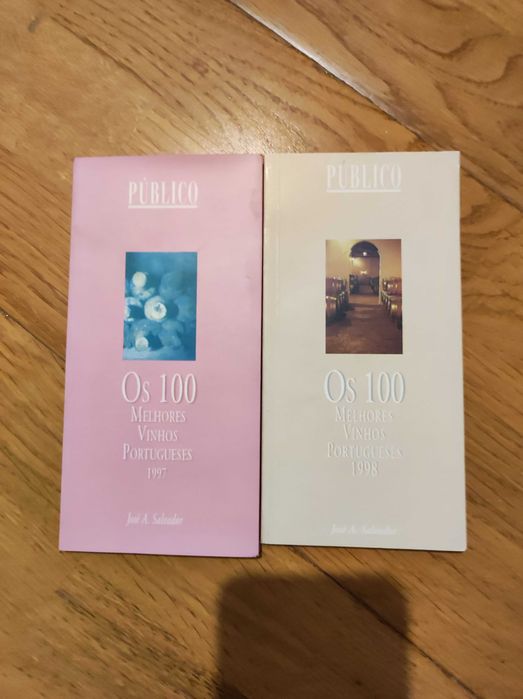 PÚBLICO
OS 100
MELHORES
VINHOS
PORTUGUESES
1997
José A. Salvador
PÚBLICO
OS 100
MELHORES
VINHOS
PORTUGUESES
1998
José A. Salvador